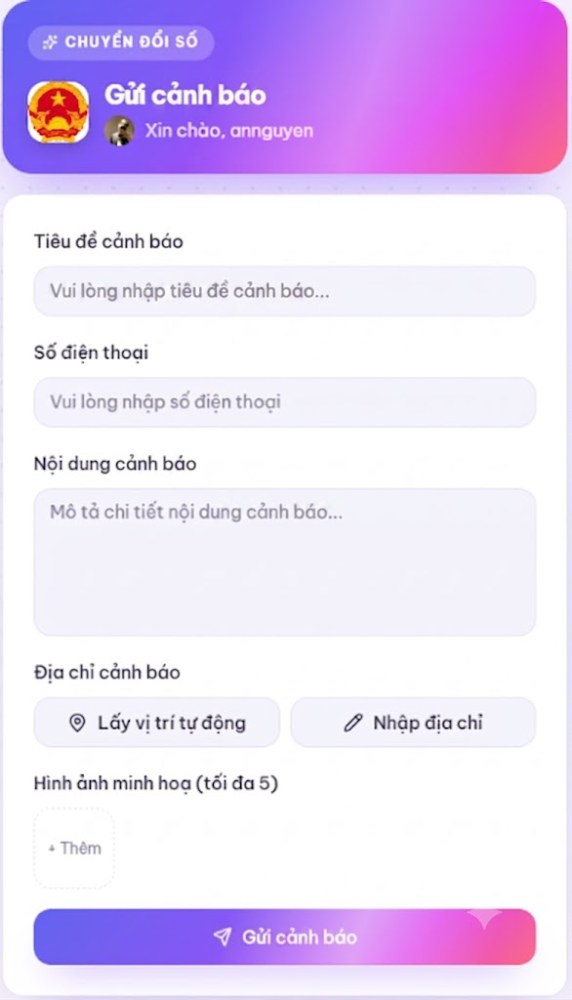 CHUYỂN ĐỔI SỐ
Gửi cảnh báo
Xin chào, annguyen
Tiêu đề cảnh báo
Vui lòng nhập tiêu đề cảnh báo...
Số điện thoại
Vui lòng nhập số điện thoại
Nội dung cảnh báo
Mô tả chi tiết nội dung cảnh báo...
Địa chỉ cảnh báo
Lấy vị trí tự động
Nhập địa chỉ
Hình ảnh minh hoạ (tối đa 5)
+ Thêm
Gửi cảnh báo